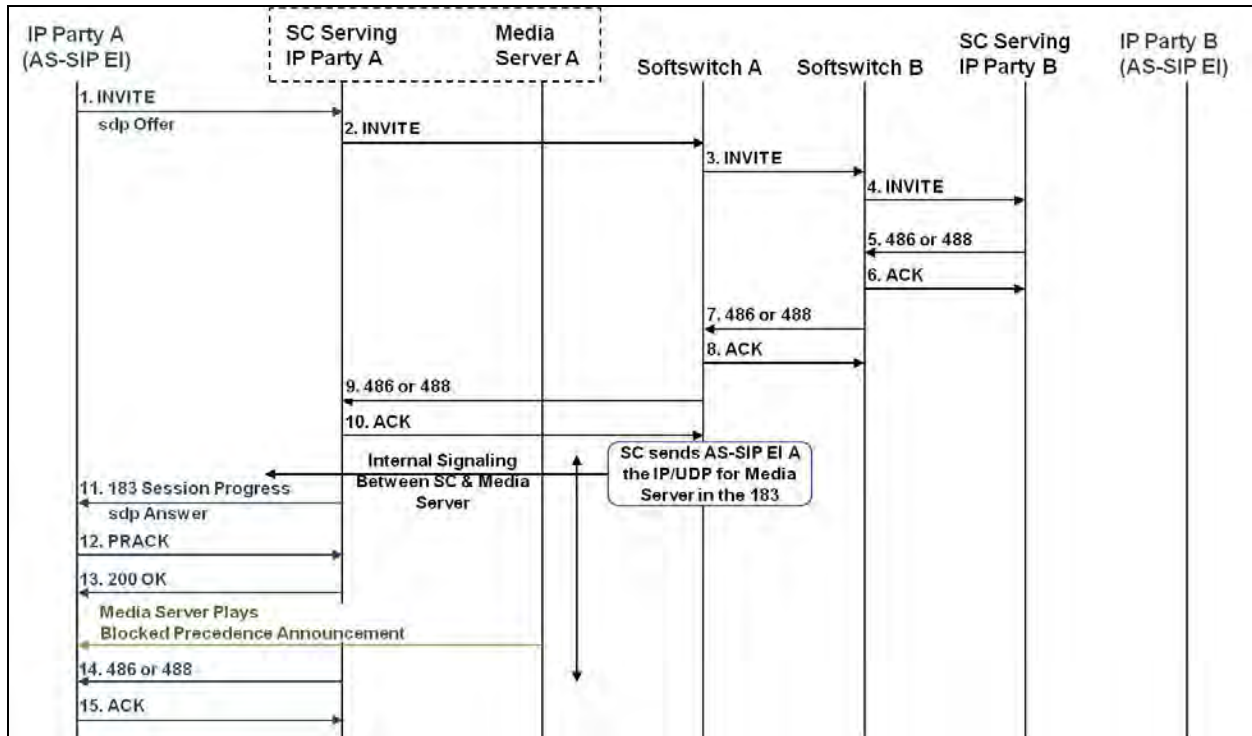 IP Party A
(AS-SIP EI)
SC Serving
IP Party A
Media
Server A
Softswitch A
Softswitch B
SC Serving
IP Party B
IP Party B
(AS-SIP EI)
1. INVITE
sdp Offer
2. INVITE
3. INVITE
4. INVITE
5. 486 or 488
6. ACK
7. 486 or 488
8. ACK
9. 486 or 488
10. ACK
Internal Signaling
Between SC & Media
Server
SC sends AS-SIP EI A
the IP/UDP for Media
Server in the 183
11. 183 Session Progress
sdp Answer
12. PRACK
13. 200 OK
Media Server Plays
Blocked Precedence Announcement
14. 486 or 488
15. ACK